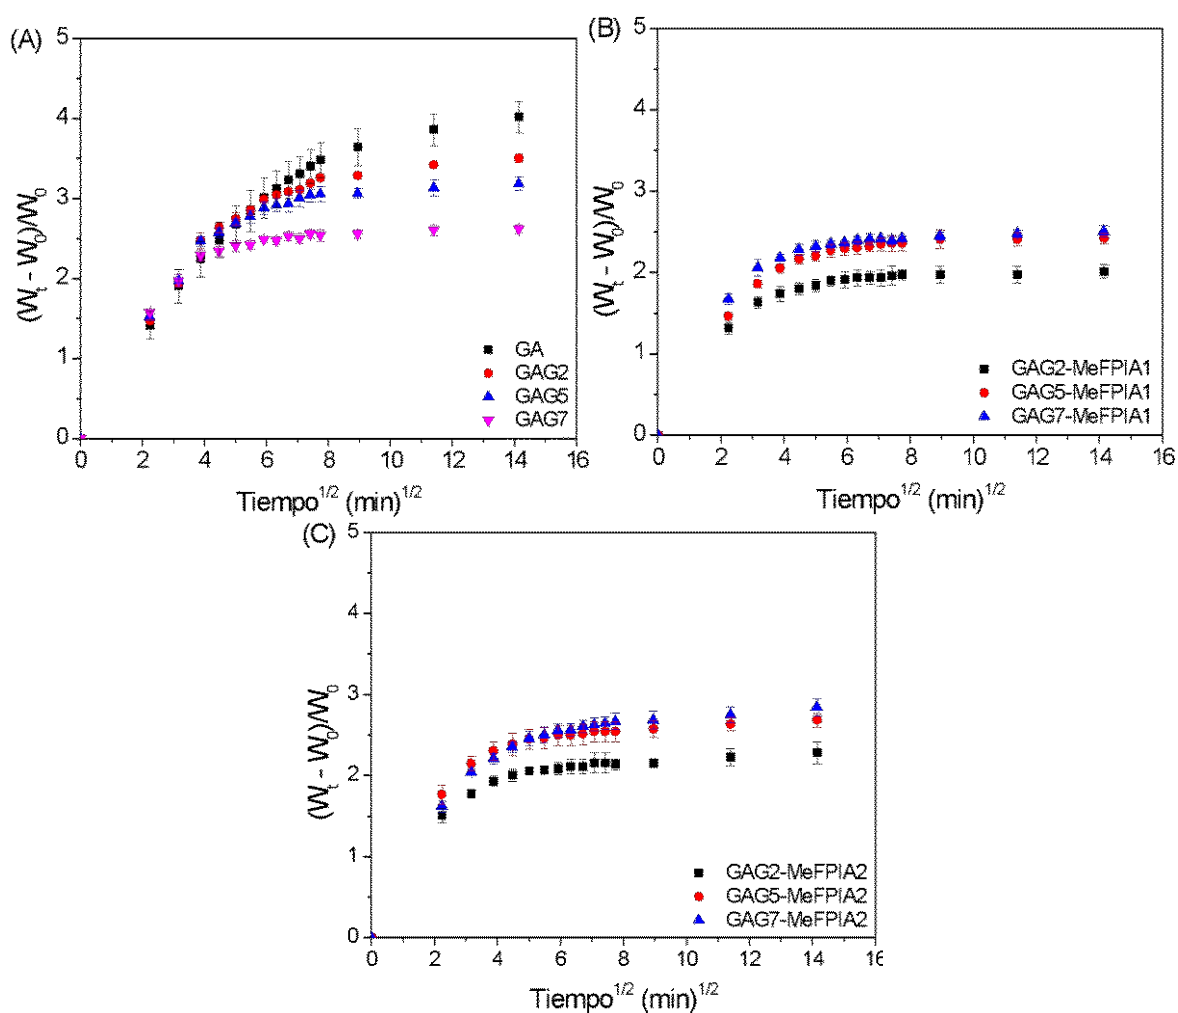 (A)
5
4
3
2
1
0
(Wt - W0)/W0
GA
GAG2
GAG5
GAG7
0 2 4 6 8 10 12 14 16
Tiempo1/2 (min)1/2
(B)
5
4
3
2
1
0
(Wt - W0)/W0
GAG2-MeFPIA1
GAG5-MeFPIA1
GAG7-MeFPIA1
0 2 4 6 8 10 12 14 16
Tiempo1/2 (min)1/2
(C)
5
4
3
2
1
0
(Wt - W0)/W0
GAG2-MeFPIA2
GAG5-MeFPIA2
GAG7-MeFPIA2
0 2 4 6 8 10 12 14 16
Tiempo1/2 (min)1/2